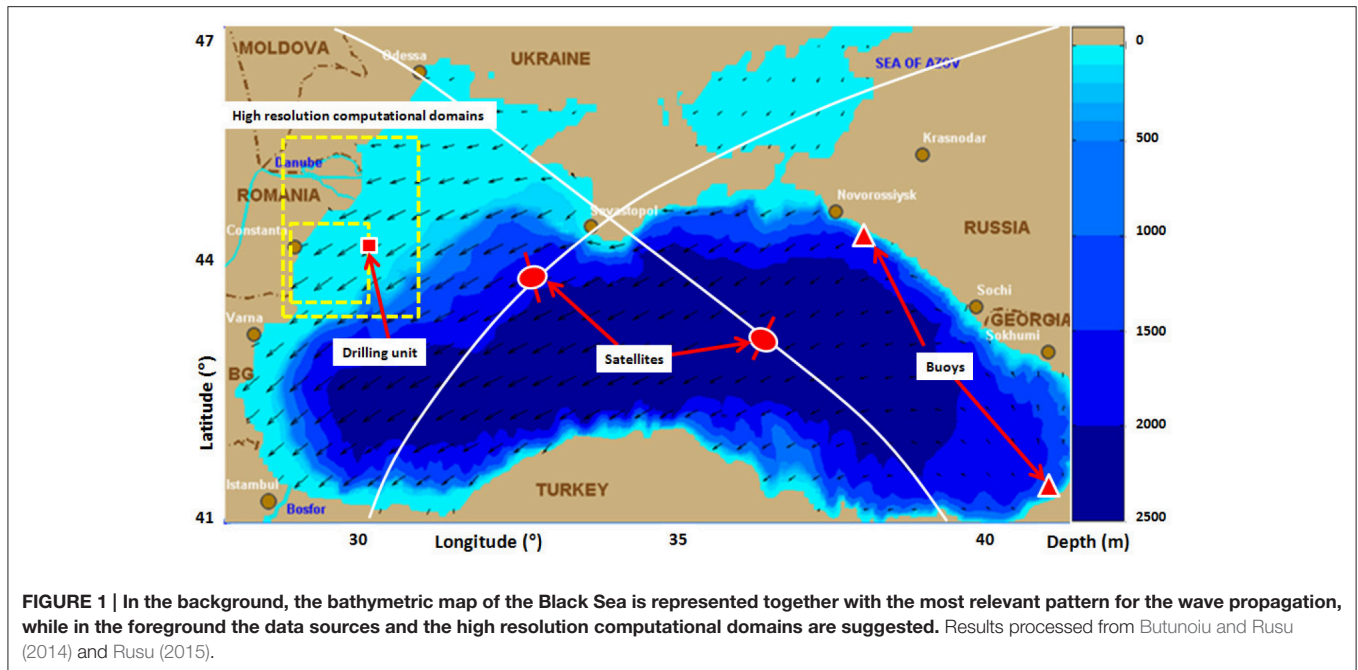 47
MOLDOVA
Odessa
UKRAINE
SEA OF AZOV
0
High resolution computational domains
500
Krasnodar
Danube
ROMANIA
Novorossiysk
Sevastopol
RUSSIA
1000
Constanta
44
Sochi
GEORGIA
Varna
Sokhumi
1500
Drilling unit
Satellites
Buoys
BG
Latitude (°)
2000
Istambul
TURKEY
Bosfor
41
2500
30
Longitude (°)
35
40
Depth (m)
FIGURE 1 | In the background, the bathymetric map of the Black Sea is represented together with the most relevant pattern for the wave propagation,
while in the foreground the data sources and the high resolution computational domains are suggested. Results processed from Butunoiu and Rusu
(2014) and Rusu (2015).